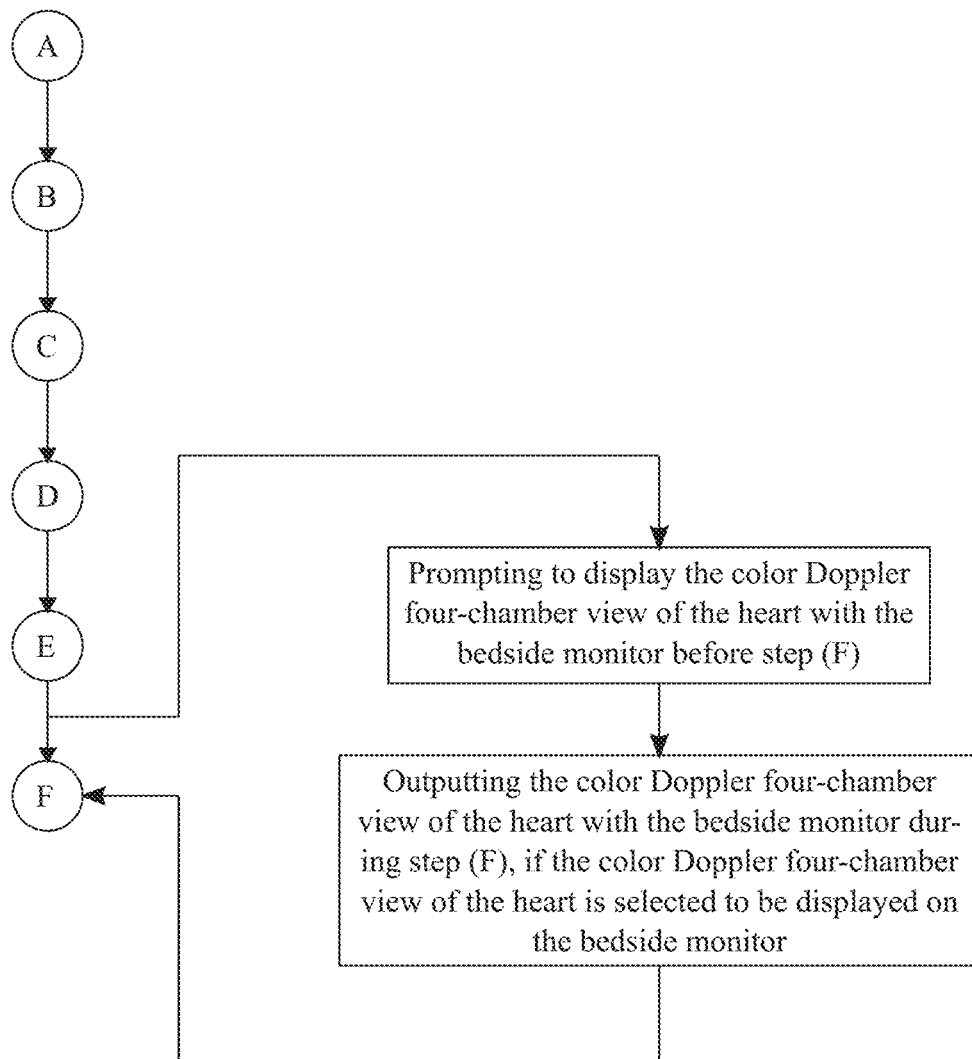 A
B
C
D
E
F
Prompting to display the color Doppler
four-chamber view of the heart with the
bedside monitor before step (F)
Outputting the color Doppler four-chamber
view of the heart with the bedside monitor dur-
ing step (F), if the color Doppler four-chamber
view of the heart is selected to be displayed on
the bedside monitor